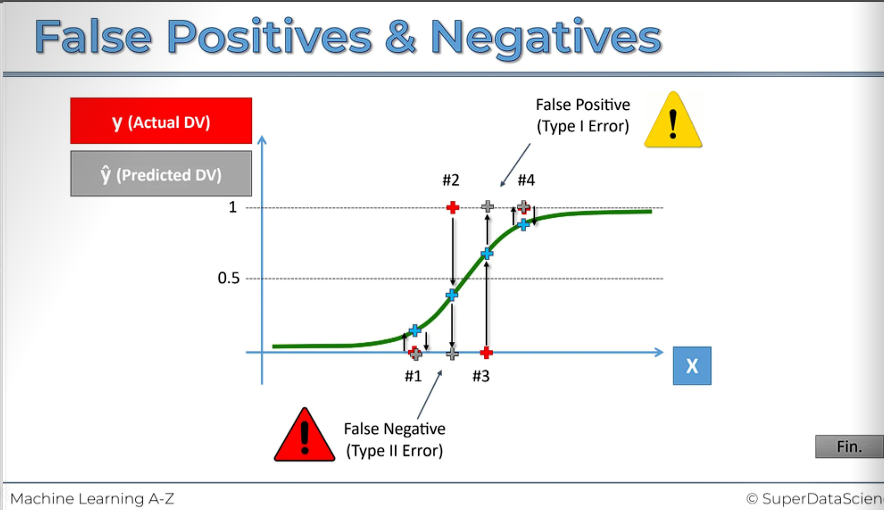 False Positives & Negatives
y (Actual DV)
ŷ (Predicted DV)
False Positive
(Type I Error)
!
#2
#4
1
0.5
#1
#3
X
!
False Negative
(Type II Error)
Fin.
Machine Learning A-Z
© SuperDataScien